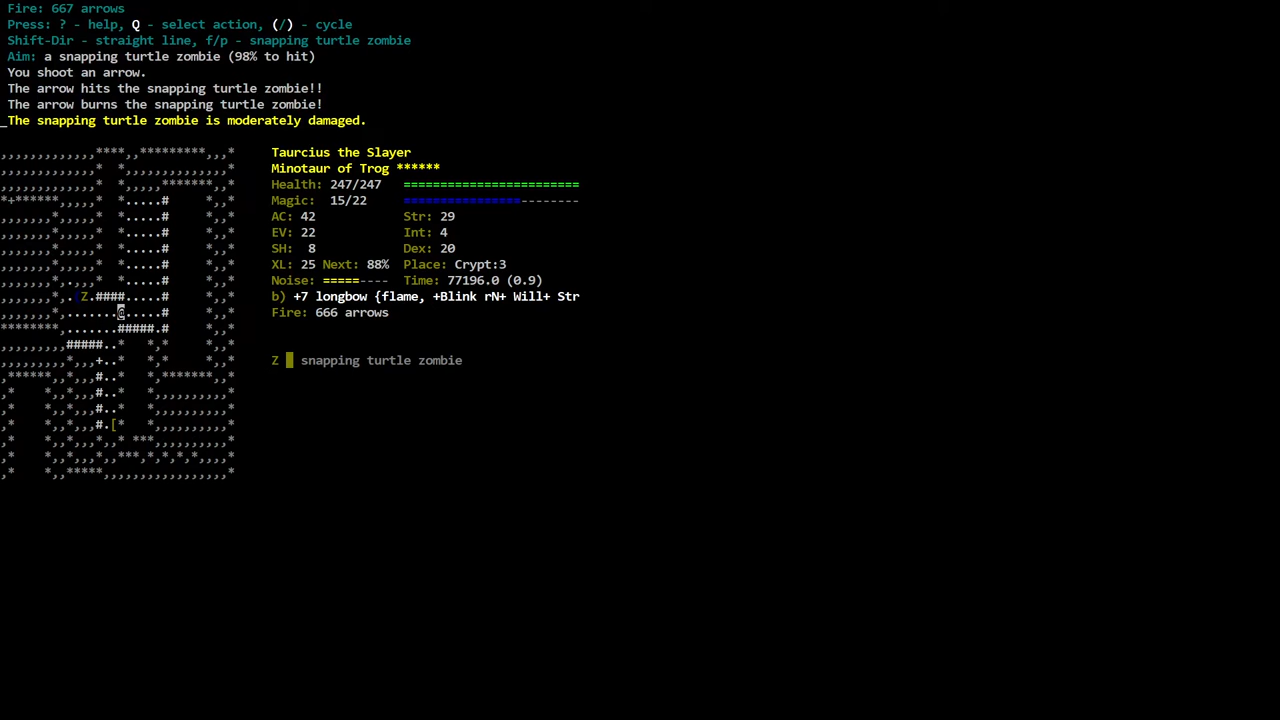 Fire: 667 arrows
Press: ? - help, Q - select action, (/) - cycle
Shift-Dir - straight line, f/p - snapping turtle zombie
Aim: a snapping turtle zombie (98% to hit)
You shoot an arrow.
The arrow hits the snapping turtle zombie!!
The arrow burns the snapping turtle zombie!
_The snapping turtle zombie is moderately damaged.
Taurcius the Slayer
Minotaur of Trog ******
Health: 247/247 ========================
Magic: 15/22 ================--------
AC: 42 Str: 29
EV: 22 Int: 4
SH: 8 Dex: 20
XL: 25 Next: 88% Place: Crypt:3
Noise: =====---- Time: 77196.0 (0.9)
b) +7 longbow {flame, +Blink rN+ Will+ Str
Fire: 666 arrows
Z snapping turtle zombie